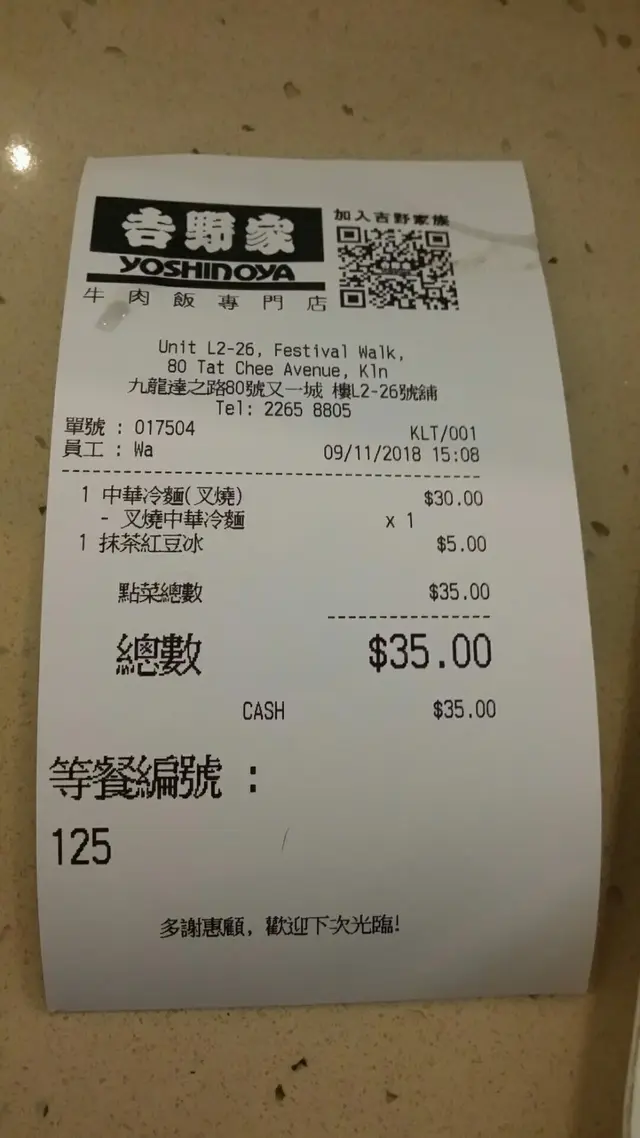 吉野家
YOSHINOYA
牛肉飯專門店
加入吉野家族
Unit L2-26, Festival Walk,
80 Tat Chee Avenue, Kln
九龍達之路80號又一城 樓L2-26號舖
Tel: 2265 8805
單號 : 017504 KLT/001
員工 : Wa 09/11/2018 15:08
1 中華冷麵(叉燒) $30.00
- 叉燒中華冷麵 x 1
1 抹茶紅豆冰 $5.00
點菜總數 $35.00
總數 $35.00
CASH $35.00
等餐編號 :
125
多謝惠顧, 歡迎下次光臨!